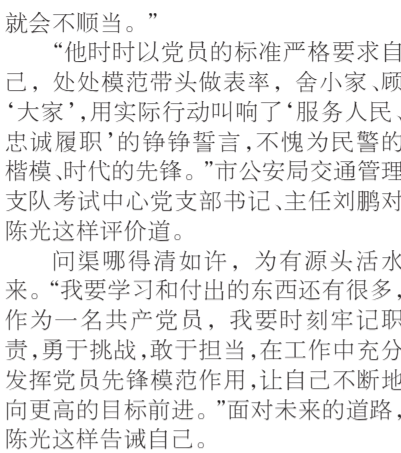 就会不顺当。”
“他时时以党员的标准严格要求自
己，处处模范带头做表率，舍小家、顾
‘大家’，用实际行动叫响了‘服务人民、
忠诚履职’的铮铮誓言，不愧为民警的
楷模、时代的先锋。”市公安局交通管理
支队考试中心党支部书记、主任刘鹏对
陈光这样评价道。
问渠哪得清如许，为有源头活水
来。“我要学习和付出的东西还有很多，
作为一名共产党员，我要时刻牢记职
责，勇于挑战，敢于担当，在工作中充分
发挥党员先锋模范作用，让自己不断地
向更高的目标前进。”面对未来的道路，
陈光这样告诫自己。